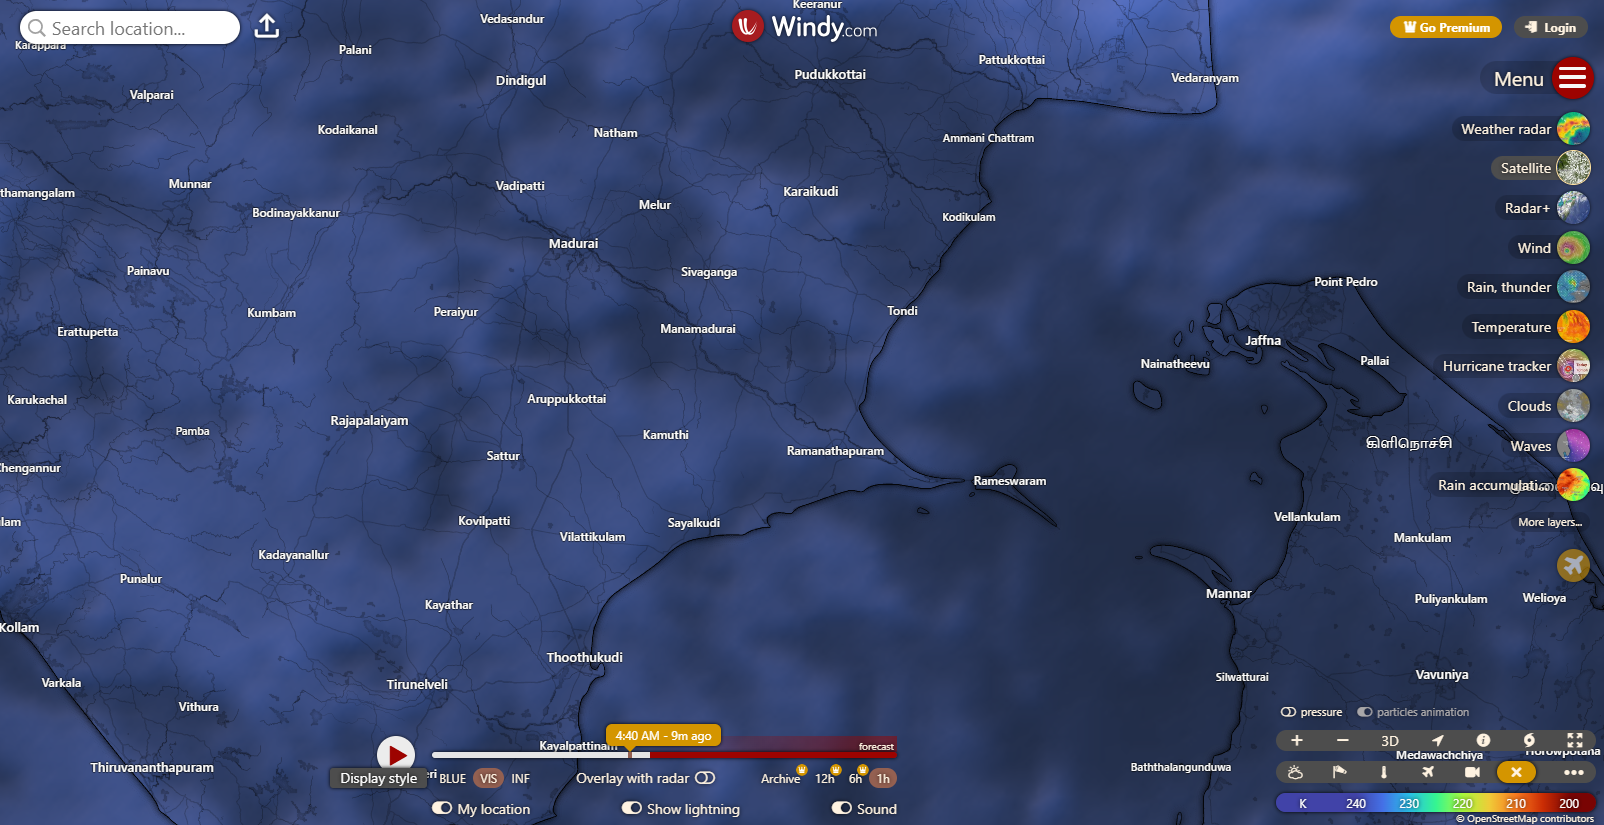 Search location...
Windy.com
Go Premium
Login
Menu
Weather radar
Satellite
Radar+
Wind
Rain, thunder
Temperature
Hurricane tracker
Clouds
Waves
Rain accumulati...
More layers...
Keeranur
Vedasandur
Karappara
Palani
Pattukkottai
Pudukkottai
Vedaranyam
Dindigul
Valparai
Kodaikanal
Natham
Ammani Chattram
Munnar
Vadipatti
Karaikudi
thamangalam
Melur
Bodinayakkanur
Kodikulam
Madurai
Painavu
Sivaganga
Point Pedro
Kumbam
Peraiyur
Tondi
Erattupetta
Manamadurai
Jaffna
Nainatheevu
Pallai
Karukachal
Aruppukkottai
Rajapalaiyam
Pamba
Kamuthi
கிளிநொச்சி
Sattur
Ramanathapuram
Chengannur
Rameswaram
lam
Kovilpatti
Sayalkudi
Vellankulam
Vilattikulam
Mankulam
Kadayanallur
Punalur
Mannar
Puliyankulam
Welioya
Kayathar
Kollam
Thoothukudi
Vavuniya
Silwatturai
Varkala
Tirunelveli
Vithura
Kayalpattinam
Thiruvananthapuram
Baththalangunduwa
Medawachchiya
Horowpotana
4:40 AM - 9m ago
forecast
Display style
eri
BLUE
VIS
INF
Overlay with radar
Archive
12h
6h
1h
My location
Show lightning
Sound
pressure
particles animation
3D
K 240 230 220 210 200
© OpenStreetMap contributors